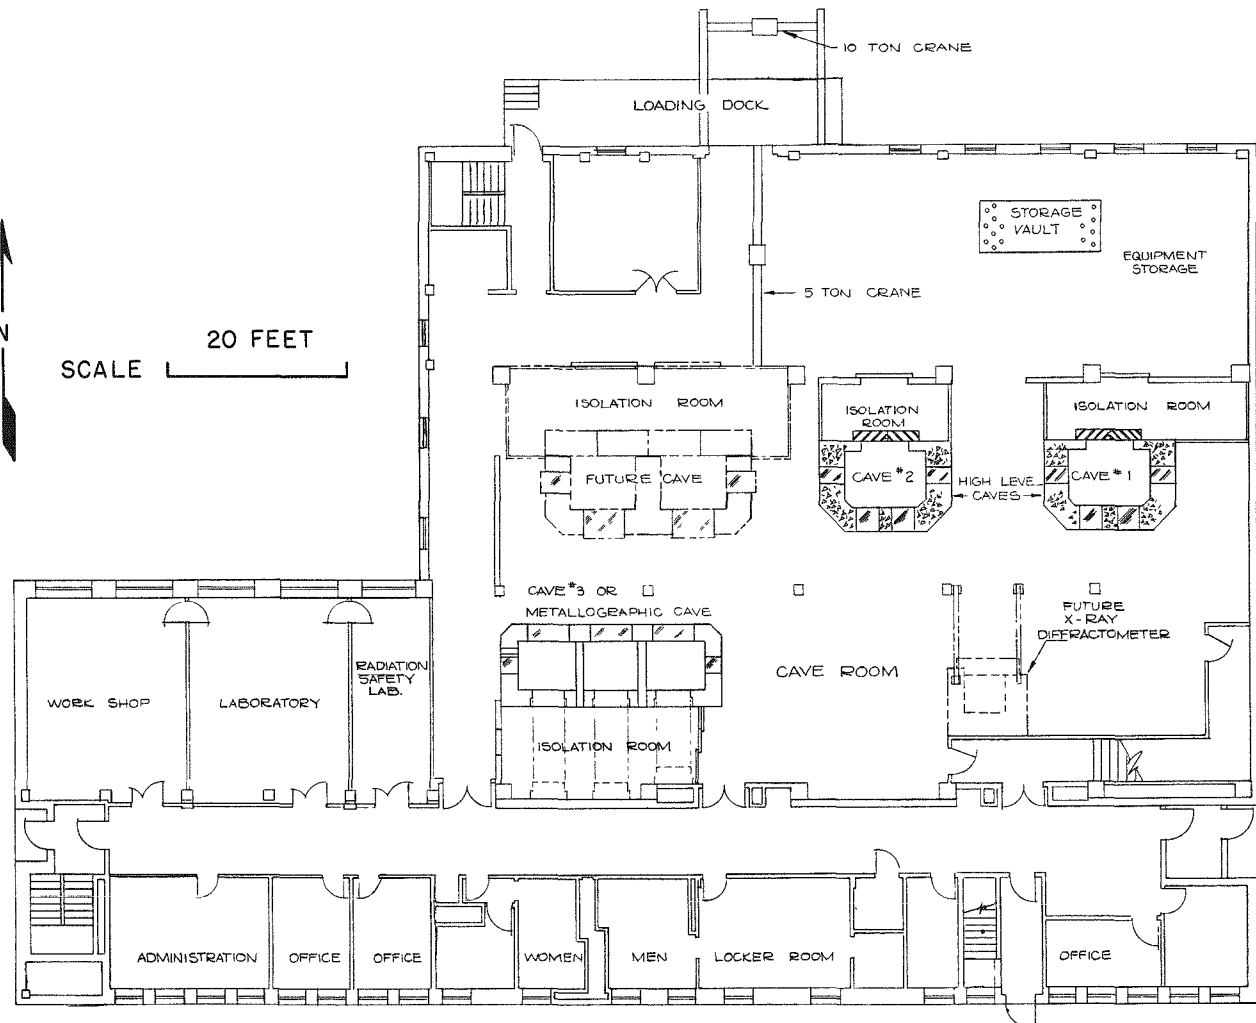 10 TON CRANE
LOADING DOCK
STORAGE
VAULT
EQUIPMENT
STORAGE
5 TON CRANE
N
20 FEET
SCALE
ISOLATION ROOM
ISOLATION
ROOM
ISOLATION ROOM
FUTURE CAVE
CAVE #2
HIGH LEVEL
CAVES
CAVE #1
CAVE #3 OR
METALLOGRAPHIC CAVE
FUTURE
X-RAY
DIFFRACTOMETER
RADIATION
SAFETY
LAB.
CAVE ROOM
WORK SHOP
LABORATORY
ISOLATION ROOM
ADMINISTRATION
OFFICE
OFFICE
WOMEN
MEN
LOCKER ROOM
OFFICE